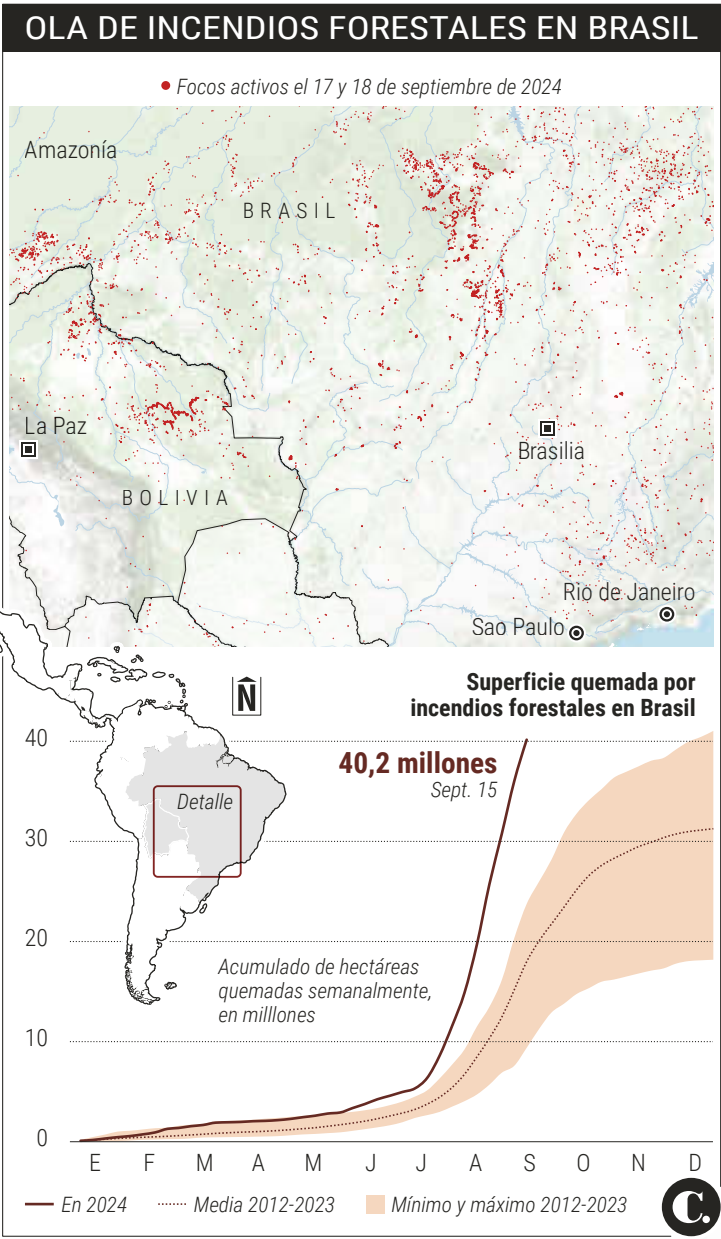 OLA DE INCENDIOS FORESTALES EN BRASIL
Focos activos el 17 y 18 de septiembre de 2024
Amazonía
BRASIL
La Paz
Brasilia
BOLIVIA
Rio de Janeiro
Sao Paulo
N
Superficie quemada por
incendios forestales en Brasil
40
40,2 millones
Sept. 15
Detalle
30
20
Acumulado de hectáreas
quemadas semanalmente,
en milllones
10
0
E F M A M J J A S O N D
En 2024 Media 2012-2023 Mínimo y máximo 2012-2023
C.